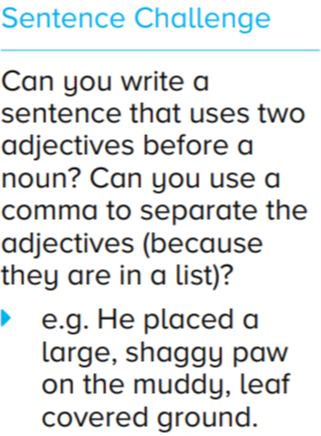 Sentence Challenge
Can you write a
sentence that uses two
adjectives before a
noun? Can you use a
comma to separate the
adjectives (because
they are in a list)?
e.g. He placed a
large, shaggy paw
on the muddy, leaf
covered ground.